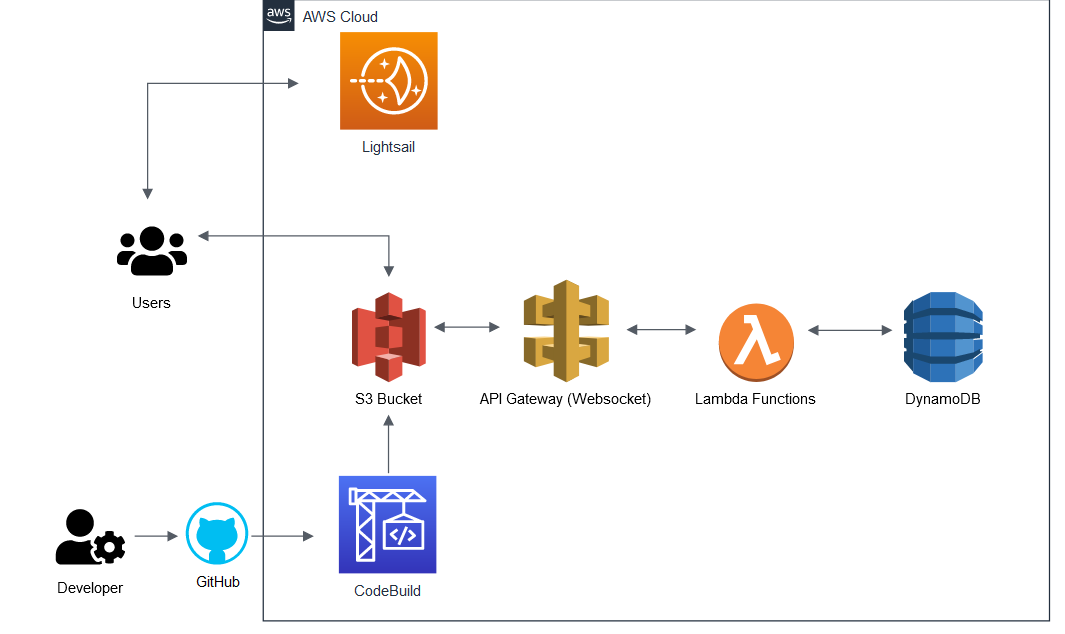 aws
AWS Cloud
Lightsail
Users
S3 Bucket
API Gateway (Websocket)
Lambda Functions
DynamoDB
</>
Developer
GitHub
CodeBuild